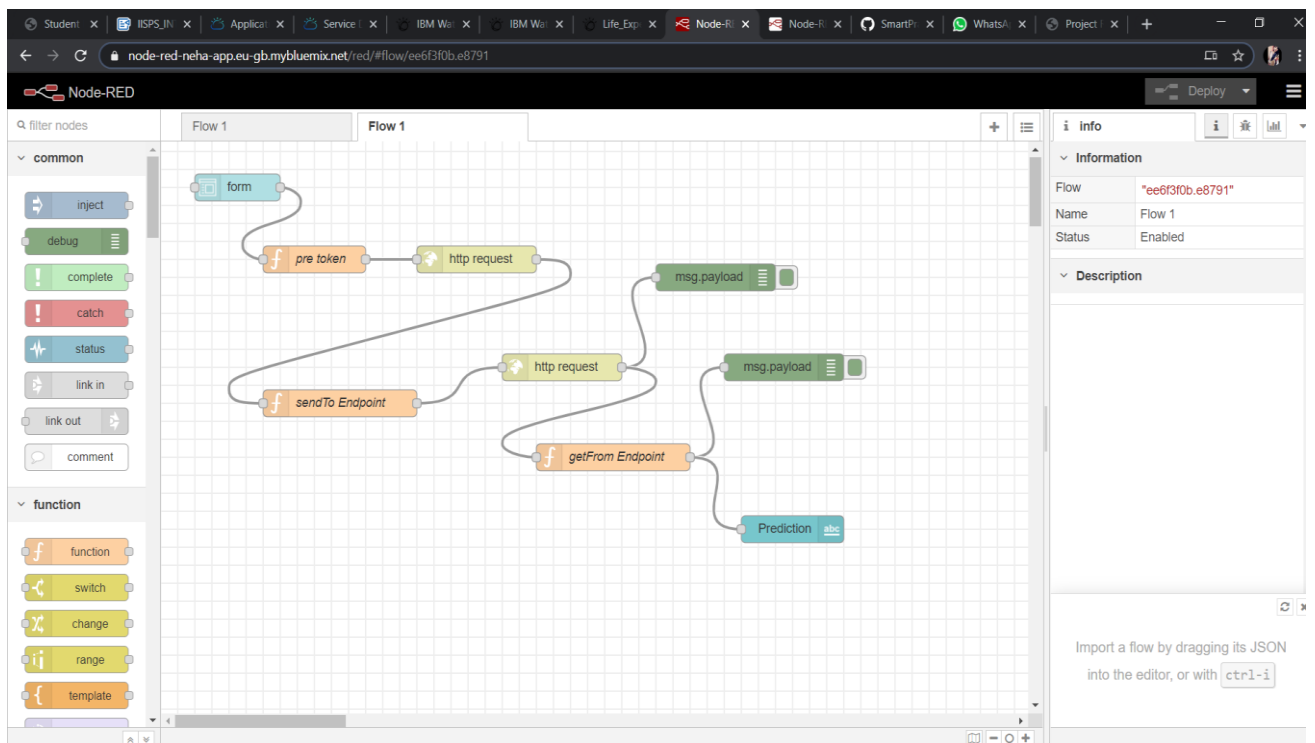 Student
IISPS_IN
Applicat
Service
IBM Wat
IBM Wat
Life_Exp
Node-RE
Node-R
SmartPr
WhatsA
Project
node-red-neha-app.eu-gb.mybluemix.net/red/#flow/ee6f3f0b.e8791
Node-RED
Deploy
filter nodes
Flow 1
Flow 1
i info
common
Information
form
Flow "ee6f3f0b.e8791"
inject
Name Flow 1
debug
Status Enabled
pre token
http request
complete
msg.payload
Description
catch
status
http request
msg.payload
link in
sendTo Endpoint
link out
comment
getFrom Endpoint
function
Prediction abc
function
switch
change
range
template
Import a flow by dragging its JSON
into the editor, or with ctrl-i